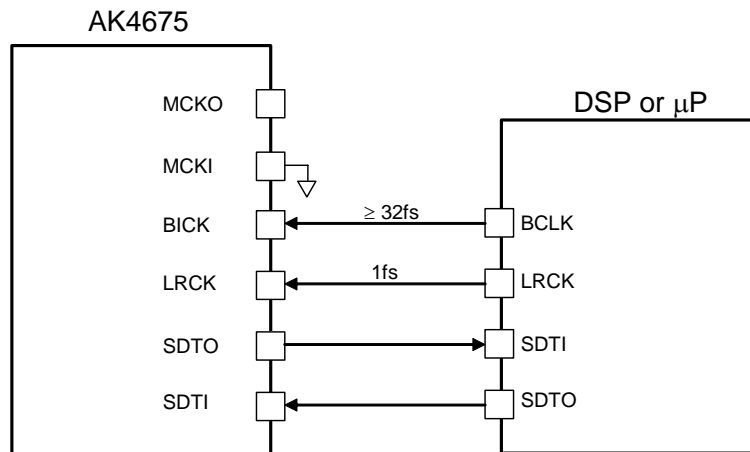 AK4675
DSP or μP
MCKO
MCKI
BICK
≥ 32fs
BCLK
LRCK
1fs
LRCK
SDTO
SDTI
SDTI
SDTO